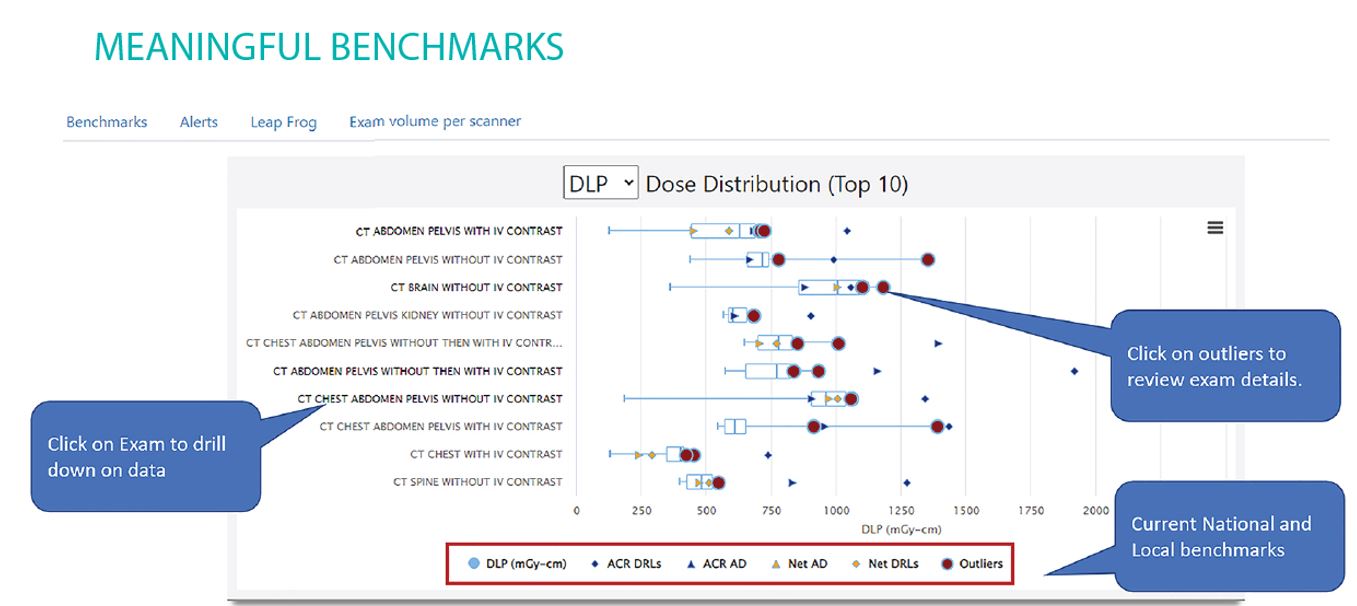 MEANINGFUL BENCHMARKS
Benchmarks Alerts Leap Frog Exam volume per scanner
DLP Dose Distribution (Top 10)
CT ABDOMEN PELVIS WITH IV CONTRAST
CT ABDOMEN PELVIS WITHOUT IV CONTRAST
CT BRAIN WITHOUT IV CONTRAST
CT ABDOMEN PELVIS KIDNEY WITHOUT IV CONTRAST
CT CHEST ABDOMEN PELVIS WITHOUT THEN WITH IV CONTR...
CT ABDOMEN PELVIS WITHOUT THEN WITH IV CONTRAST
CT CHEST ABDOMEN PELVIS WITHOUT IV CONTRAST
CT CHEST ABDOMEN PELVIS WITH IV CONTRAST
CT CHEST WITH IV CONTRAST
CT SPINE WITHOUT IV CONTRAST
Click on outliers to
review exam details.
Click on Exam to drill
down on data
0 250 500 750 1000 1250 1500 1750 2000
DLP (mGy-cm)
Current National and
Local benchmarks
DLP (mGy-cm) ACR DRLs ACR AD Net AD Net DRLs Outliers